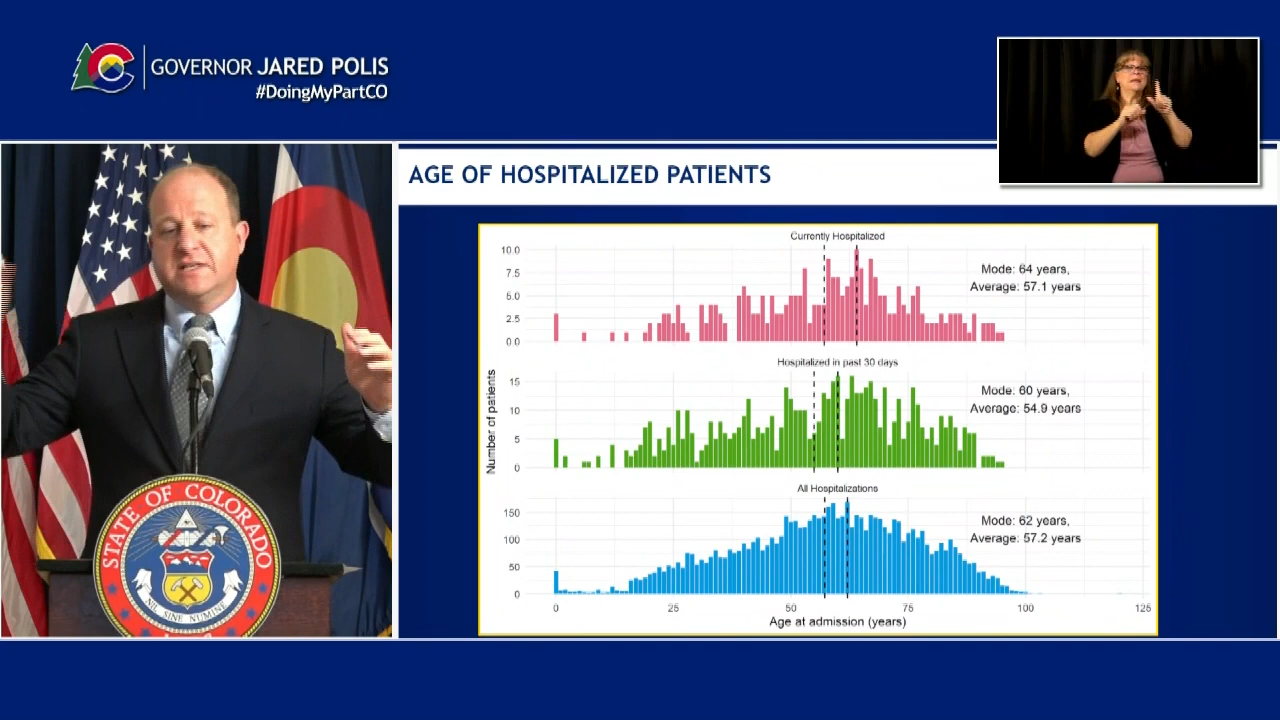 GOVERNOR JARED POLIS
#DoingMyPartCO
AGE OF HOSPITALIZED PATIENTS
Currently Hospitalized
10.0
7.5
5.0
2.5
0.0
Mode: 64 years,
Average: 57.1 years
Hospitalized in past 30 days
15
10
5
0
Mode: 60 years,
Average: 54.9 years
All Hospitalizations
150
100
50
0
Mode: 62 years,
Average: 57.2 years
0 25 50 75 100 125
Age at admission (years)
Number of patients
STATE OF COLORADO
NIL SINE NUMINE